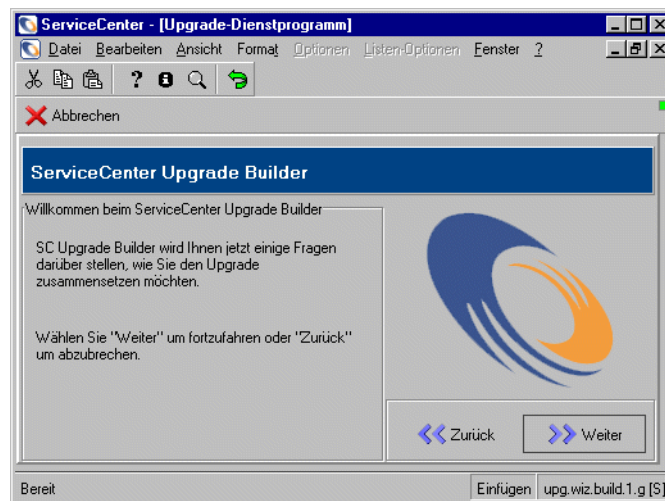 ServiceCenter - [Upgrade-Dienstprogramm]
Datei Bearbeiten Ansicht Format Optionen Listen-Optionen Fenster ?
Abbrechen
ServiceCenter Upgrade Builder
Willkommen beim ServiceCenter Upgrade Builder
SC Upgrade Builder wird Ihnen jetzt einige Fragen
darüber stellen, wie Sie den Upgrade
zusammensetzen möchten.
Wählen Sie "Weiter" um fortzufahren oder "Zurück"
um abzubrechen.
Zurück Weiter
Bereit Einfügen upg.wiz.build.1.g [S]